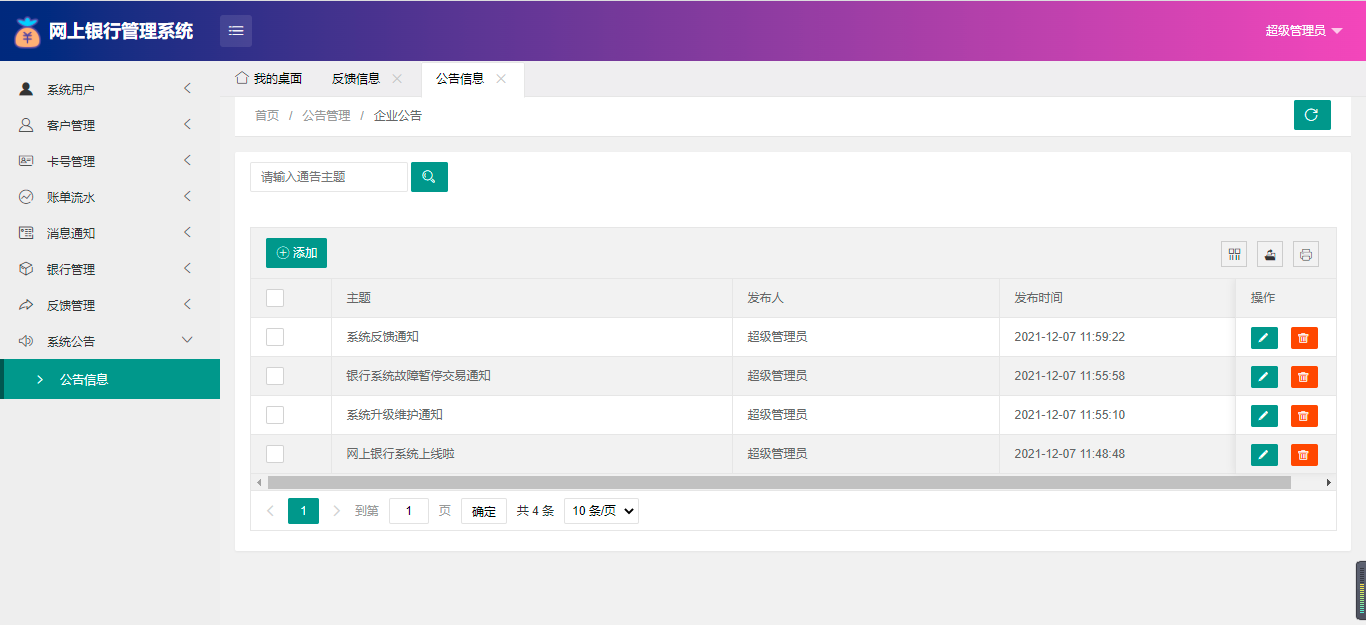 网上银行管理系统
超级管理员
系统用户
客户管理
卡号管理
账单流水
消息通知
银行管理
反馈管理
系统公告
公告信息
我的桌面 反馈信息 公告信息
首页 / 公告管理 / 企业公告
请输入通告主题
添加
主题 发布人 发布时间 操作
系统反馈通知 超级管理员 2021-12-07 11:59:22
银行系统故障暂停交易通知 超级管理员 2021-12-07 11:55:58
系统升级维护通知 超级管理员 2021-12-07 11:55:10
网上银行系统上线啦 超级管理员 2021-12-07 11:48:48
1 到第 1 页 确定 共 4 条 10 条/页